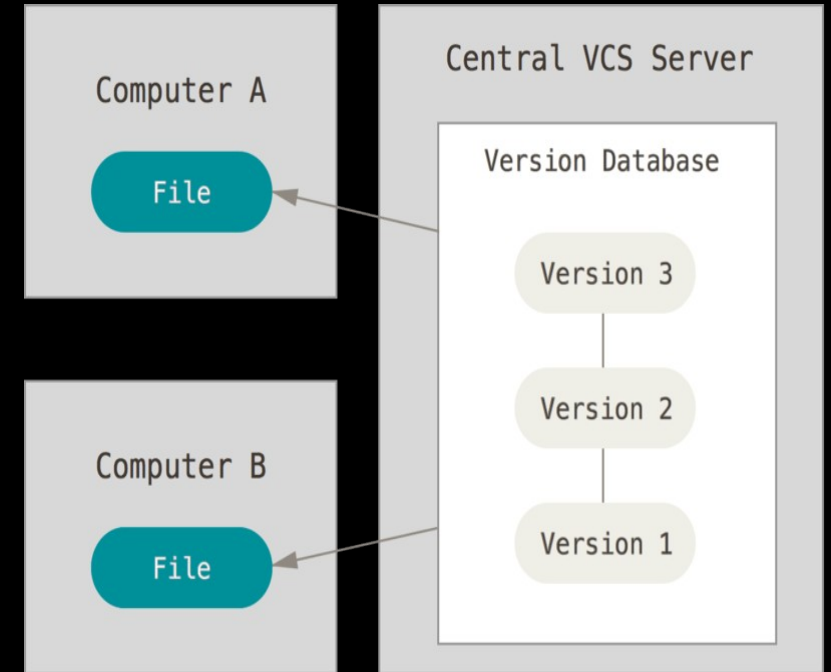 Computer A
File
Computer B
File
Central VCS Server
Version Database
Version 3
Version 2
Version 1